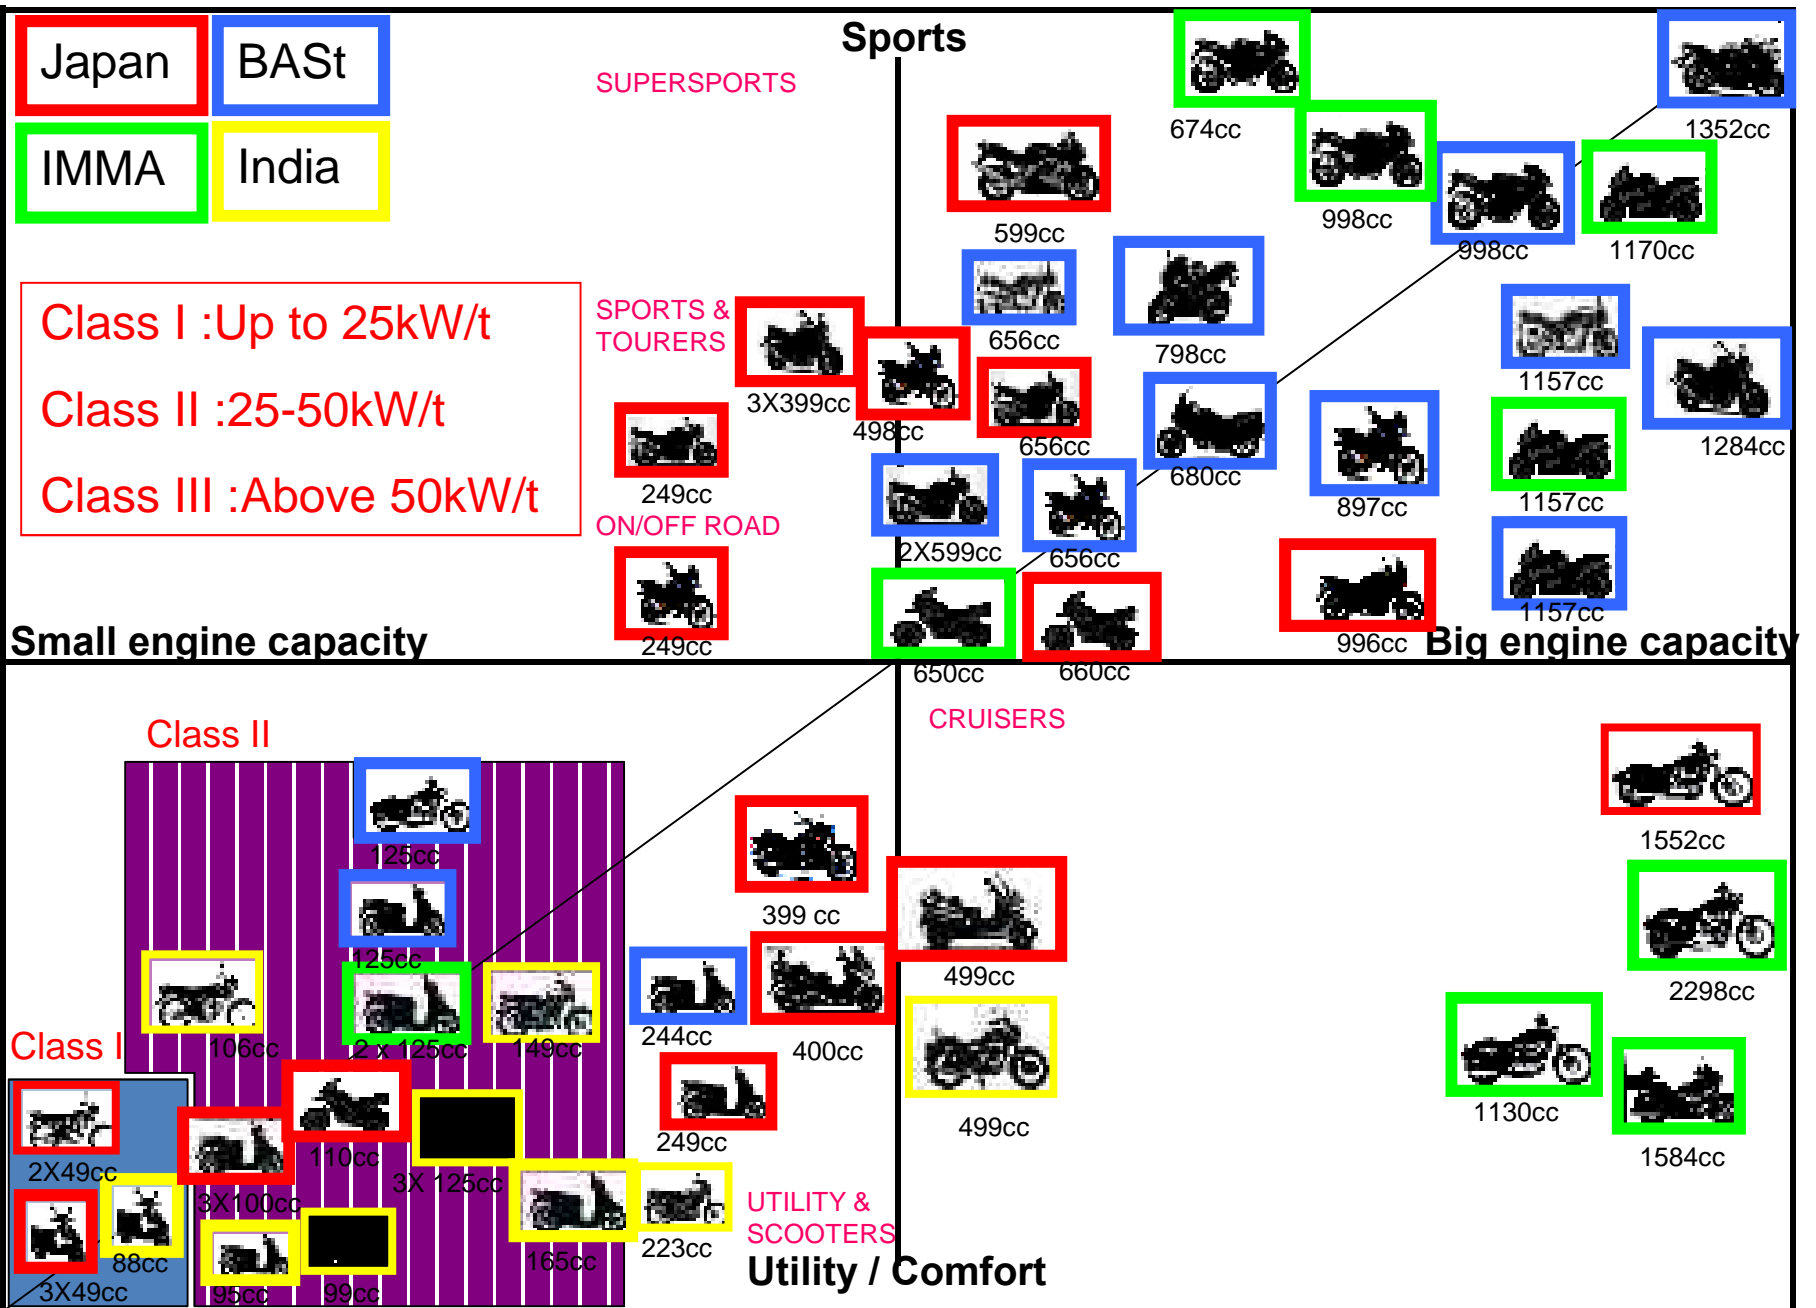 Japan
BASt
IMMA
India
Sports
SUPERSPORTS
674cc
1352cc
998cc
998cc
1170cc
599cc
Class I :Up to 25kW/t
Class II :25-50kW/t
Class III :Above 50kW/t
SPORTS &
TOURERS
656cc
798cc
1157cc
3X399cc
498cc
656cc
680cc
1284cc
249cc
897cc
1157cc
ON/OFF ROAD
2X599cc
656cc
1157cc
249cc
996cc
Small engine capacity
Big engine capacity
650cc
660cc
CRUISERS
Class II
125cc
1552cc
399 cc
125cc
499cc
2298cc
Class I
106cc
2 x 125cc
149cc
244cc
400cc
499cc
1130cc
1584cc
249cc
2X49cc
110cc
3X100cc
3X 125cc
UTILITY &
SCOOTERS
88cc
165cc
223cc
3X49cc
95cc
99cc
Utility / Comfort